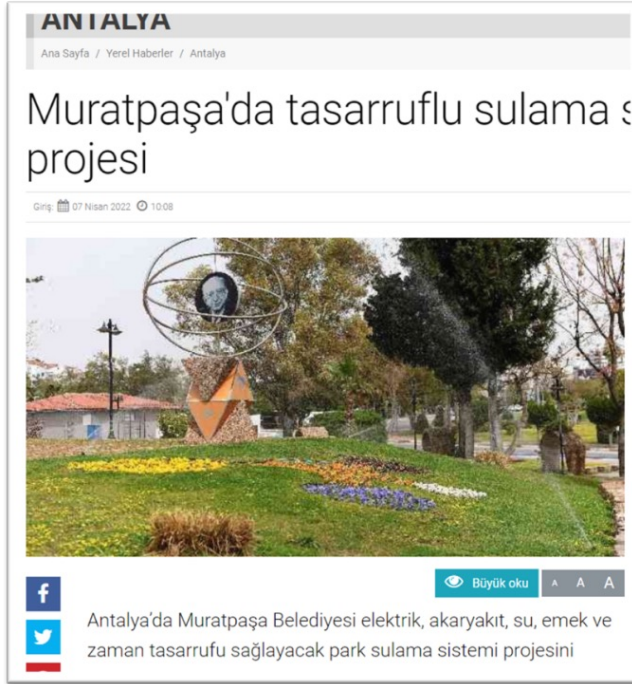 ANTALYA
Ana Sayfa / Yerel Haberler / Antalya
Muratpaşa'da tasarruflu sulama s
projesi
Giriş: 07 Nisan 2022 10:08
Büyük oku A A A
Antalya'da Muratpaşa Belediyesi elektrik, akaryakıt, su, emek ve
zaman tasarrufu sağlayacak park sulama sistemi projesini